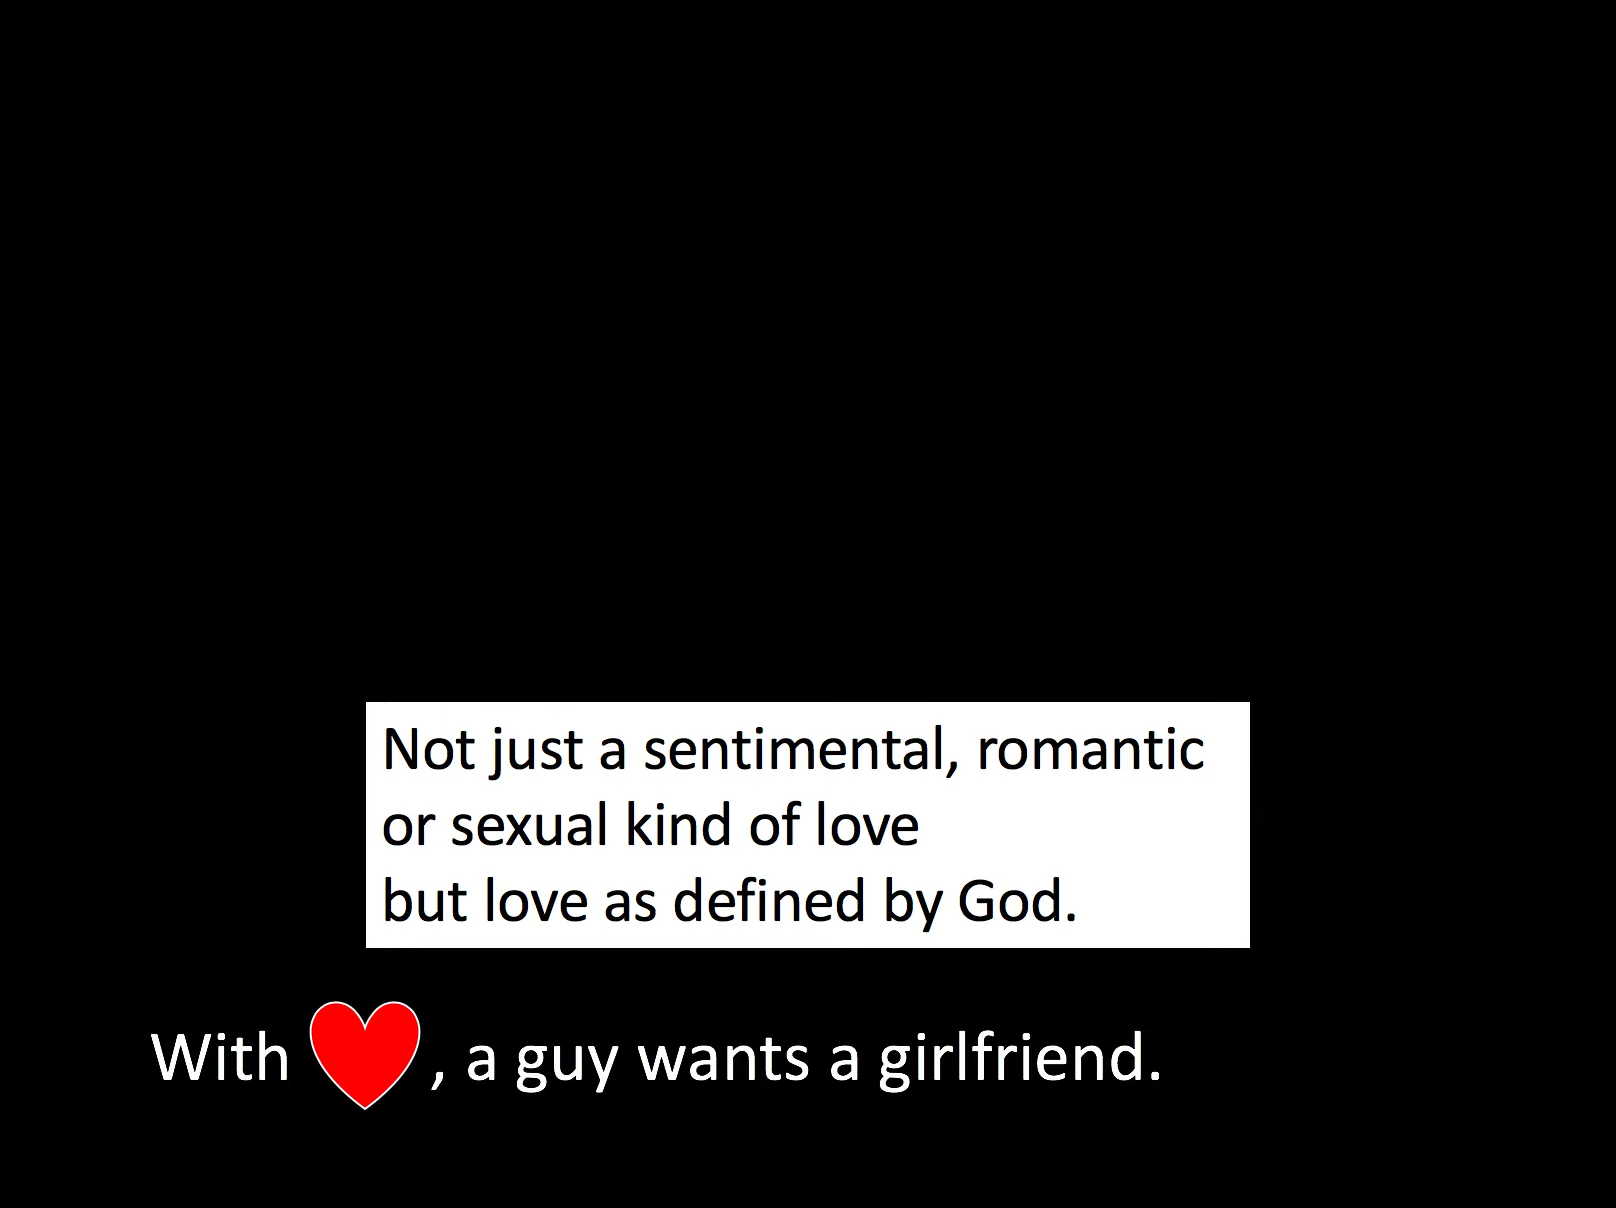 Not just a sentimental, romantic
or sexual kind of love
but love as defined by God.
With , a guy wants a girlfriend.